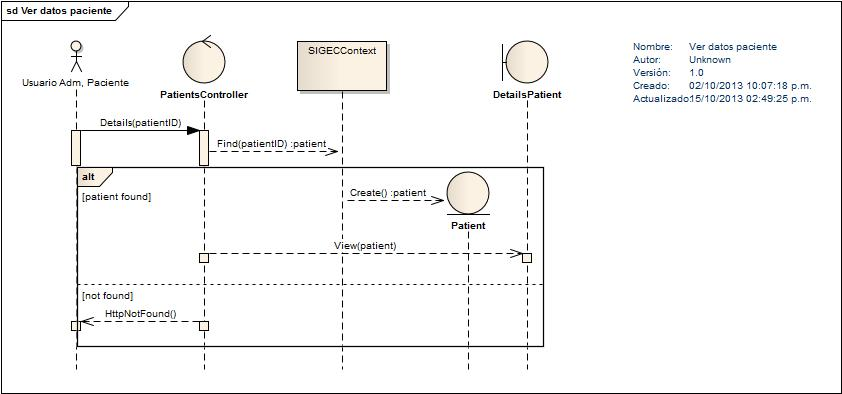 sd Ver datos paciente
SIGECContext
Usuario Adm, Paciente
PatientsController
DetailsPatient
Nombre: Ver datos paciente
Autor: Unknown
Versión: 1.0
Creado: 02/10/2013 10:07:18 p.m.
Actualizado15/10/2013 02:49:25 p.m.
Details(patientID)
Find(patientID) :patient
alt
[patient found]
Create() :patient
Patient
View(patient)
[not found]
HttpNotFound()